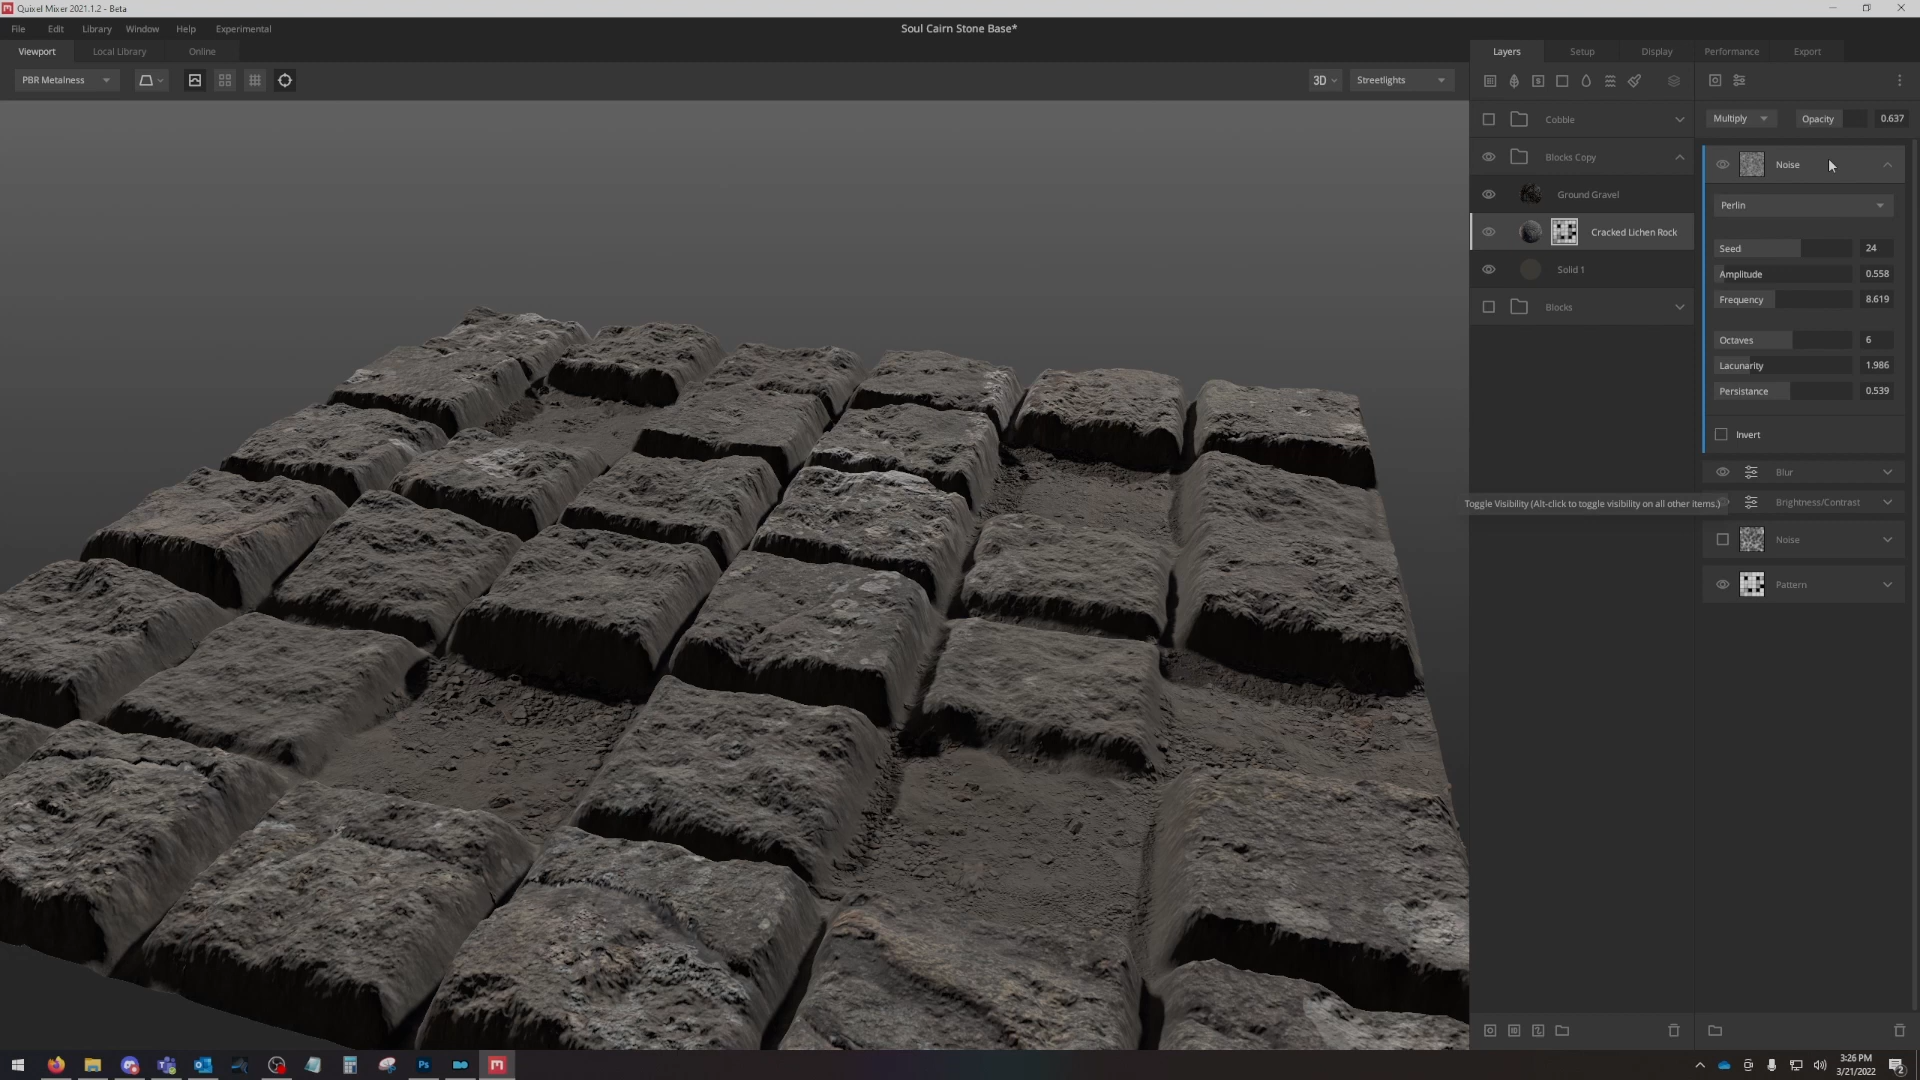 Quixel Mixer 2021.1.2 - Beta
File Edit Library Window Help Experimental
Soul Cairn Stone Base*
Viewport Local Library Online
Layers Setup Display Performance Export
PBR Metalness
3D Streetlights
Multiply Opacity 0.637
Cobble
Blocks Copy
Ground Gravel
Cracked Lichen Rock
Solid 1
Blocks
Noise
Perlin
Seed 24
Amplitude 0.558
Frequency 8.619
Octaves 6
Lacunarity 1.986
Persistance 0.539
Invert
Blur
Toggle Visibility (Alt-click to toggle visibility on all other items.)
Brightness/Contrast
Noise
Pattern
Ps
3:26 PM
3/21/2022
2